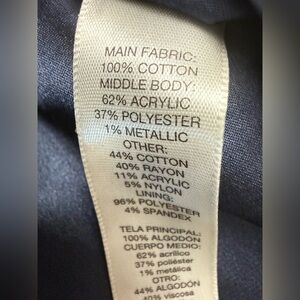 MAIN FABRIC:
100% COTTON
MIDDLE BODY:
62% ACRYLIC
37% POLYESTER
1% METALLIC
OTHER:
44% COTTON
40% RAYON
11% ACRYLIC
5% NYLON
LINING:
96% POLYESTER
4% SPANDEX
TELA PRINCIPAL:
100% ALGODÓN
CUERPO MEDIO:
62% acrílico
37% poliéster
1% metálica
OTRO:
44% ALGODÓN
40% viscosa